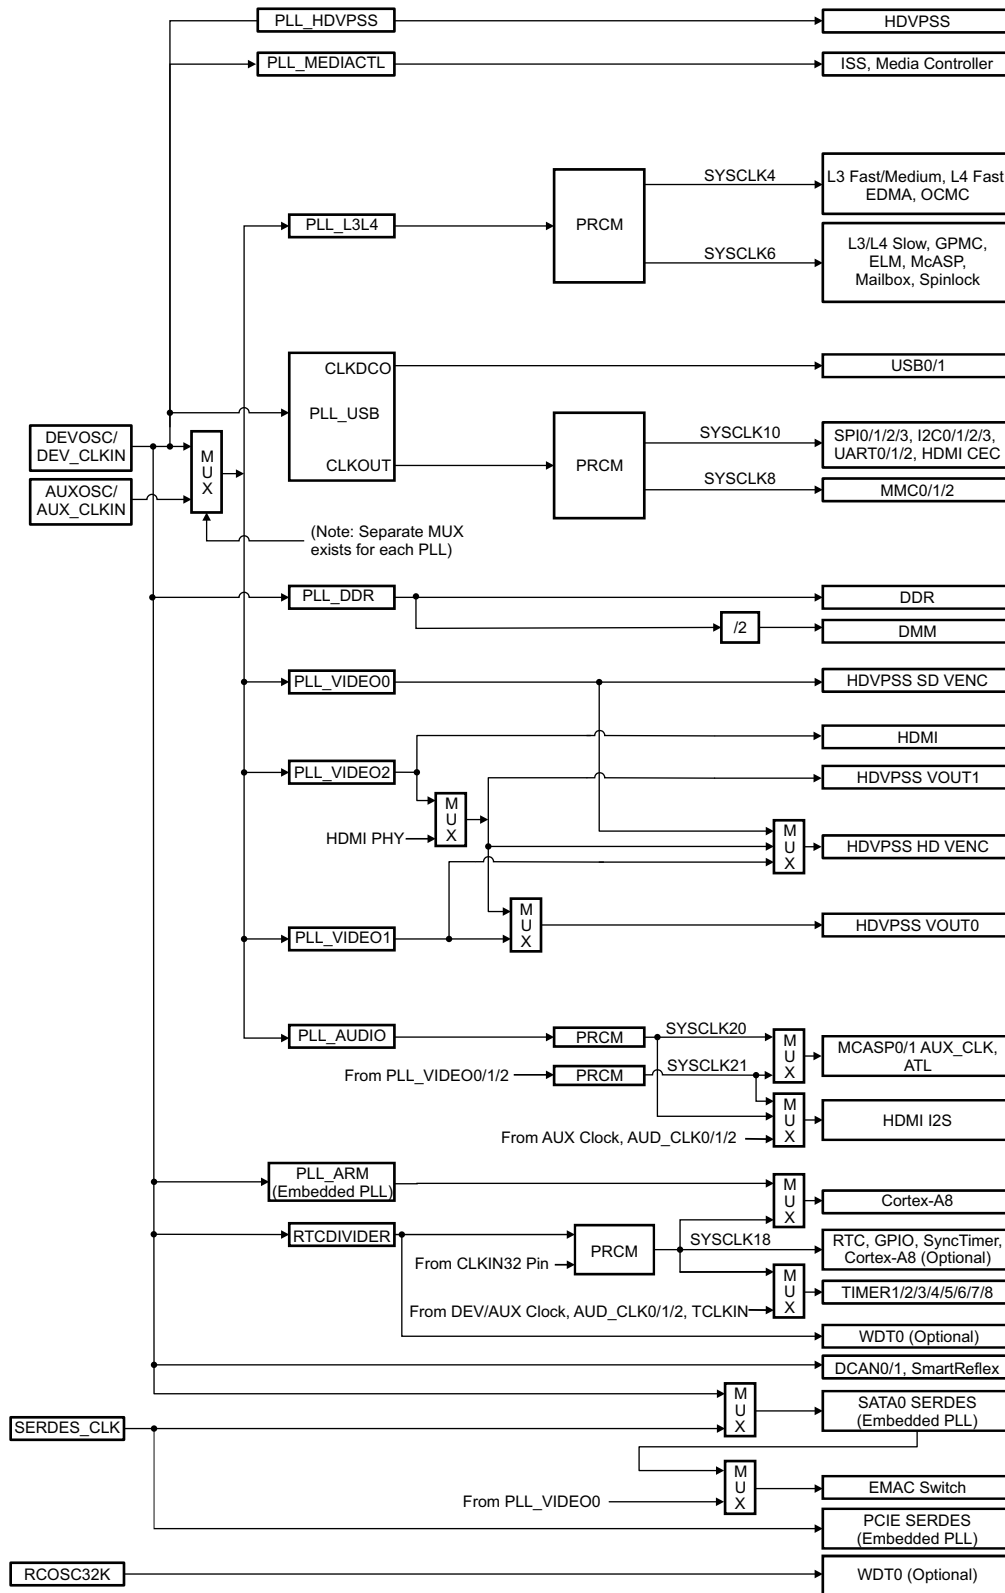 PLL_HDVPSS
HDVPSS
PLL_MEDIACTL
ISS, Media Controller
SYSCLK4
L3 Fast/Medium, L4 Fast
EDMA, OCMC
PLL_L3L4
PRCM
SYSCLK6
L3/L4 Slow, GPMC,
ELM, McASP,
Mailbox, Spinlock
CLKDCO
USB0/1
PLL_USB
CLKOUT
DEVOSC/
DEV_CLKIN
AUXOSC/
AUX_CLKIN
M
U
X
PRCM
SYSCLK10
SPI0/1/2/3, I2C0/1/2/3,
UART0/1/2, HDMI CEC
SYSCLK8
MMC0/1/2
(Note: Separate MUX
exists for each PLL)
PLL_DDR
DDR
/2
DMM
PLL_VIDEO0
HDVPSS SD VENC
HDMI
PLL_VIDEO2
HDVPSS VOUT1
M
U
X
HDMI PHY
M
U
X
HDVPSS HD VENC
M
U
X
PLL_VIDEO1
HDVPSS VOUT0
PLL_AUDIO
PRCM
SYSCLK20
M
U
X
MCASP0/1 AUX_CLK,
ATL
From PLL_VIDEO0/1/2
PRCM
SYSCLK21
M
U
X
HDMI I2S
From AUX Clock, AUD_CLK0/1/2
PLL_ARM
(Embedded PLL)
M
U
X
Cortex-A8
RTCDIVIDER
PRCM
SYSCLK18
RTC, GPIO, SyncTimer,
Cortex-A8 (Optional)
From CLKIN32 Pin
M
U
X
TIMER1/2/3/4/5/6/7/8
From DEV/AUX Clock, AUD_CLK0/1/2, TCLKIN
WDT0 (Optional)
DCAN0/1, SmartReflex
M
U
X
SATA0 SERDES
(Embedded PLL)
SERDES_CLK
M
U
X
EMAC Switch
From PLL_VIDEO0
PCIE SERDES
(Embedded PLL)
RCOSC32K
WDT0 (Optional)